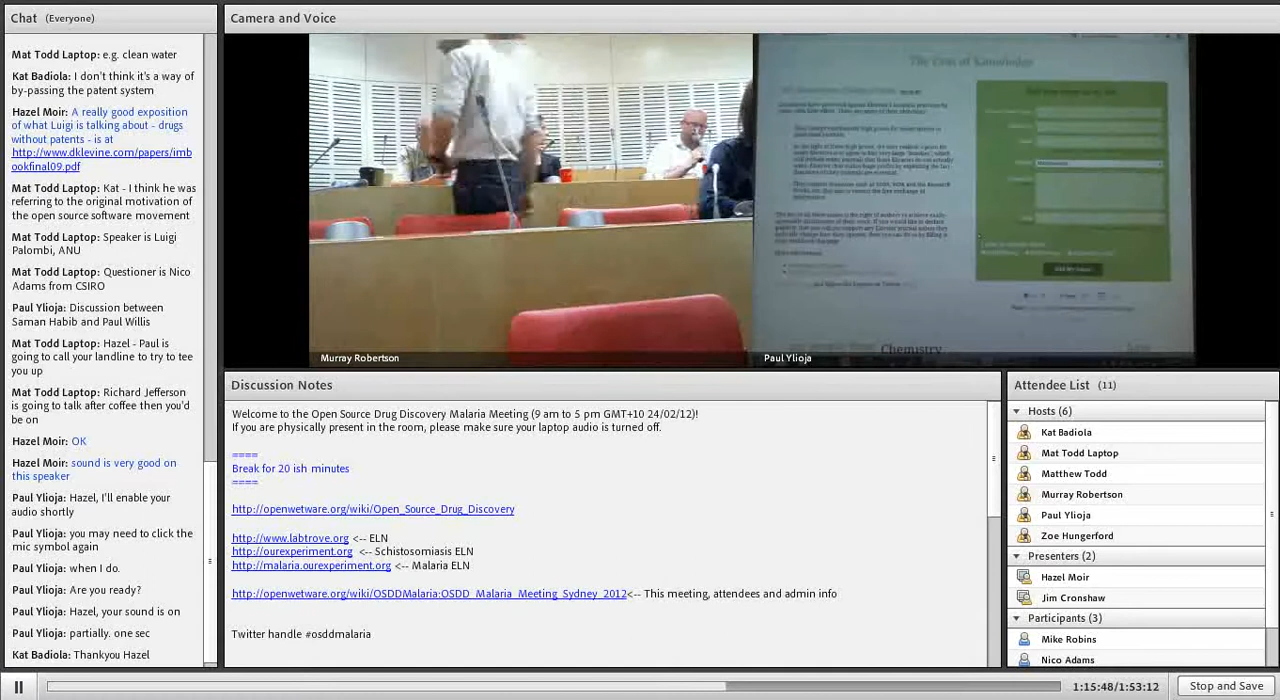 Chat (Everyone)
Mat Todd Laptop: e.g. clean water
Kat Badiola: I don't think it's a way of
by-passing the patent system
Hazel Moir: A really good exposition
of what Luigi is talking about - drugs
without patents - is at
http://www.dklevine.com/papers/imb
ookfinal09.pdf
Mat Todd Laptop: Kat - I think he was
referring to the original motivation of
the open source software movement
Mat Todd Laptop: Speaker is Luigi
Palombi, ANU
Mat Todd Laptop: Questioner is Nico
Adams from CSIRO
Paul Ylioja: Discussion between
Saman Habib and Paul Willis
Mat Todd Laptop: Hazel - Paul is
going to call your landline to try to tee
you up
Mat Todd Laptop: Richard Jefferson
is going to talk after coffee then you'd
be on
Hazel Moir: OK
Hazel Moir: sound is very good on
this speaker
Paul Ylioja: Hazel, I'll enable your
audio shortly
Paul Ylioja: you may need to click the
mic symbol again
Paul Ylioja: when I do.
Paul Ylioja: Are you ready?
Paul Ylioja: Hazel, your sound is on
Paul Ylioja: partially. one sec
Kat Badiola: Thankyou Hazel
Camera and Voice
The Cost of Knowledge
Chemistry
Murray Robertson
Paul Ylioja
Discussion Notes
Welcome to the Open Source Drug Discovery Malaria Meeting (9 am to 5 pm GMT+10 24/02/12)!
If you are physically present in the room, please make sure your laptop audio is turned off.
====
Break for 20 ish minutes
====
http://openwetware.org/wiki/Open_Source_Drug_Discovery
http://www.labtrove.org <-- ELN
http://ourexperiment.org <-- Schistosomiasis ELN
http://malaria.ourexperiment.org <-- Malaria ELN
http://openwetware.org/wiki/OSDDMalaria:OSDD_Malaria_Meeting_Sydney_2012<-- This meeting, attendees and admin info
Twitter handle #osddmalaria
Attendee List (11)
Hosts (6)
Kat Badiola
Mat Todd Laptop
Matthew Todd
Murray Robertson
Paul Ylioja
Zoe Hungerford
Presenters (2)
Hazel Moir
Jim Cronshaw
Participants (3)
Mike Robins
Nico Adams
1:15:48/1:53:12
Stop and Save